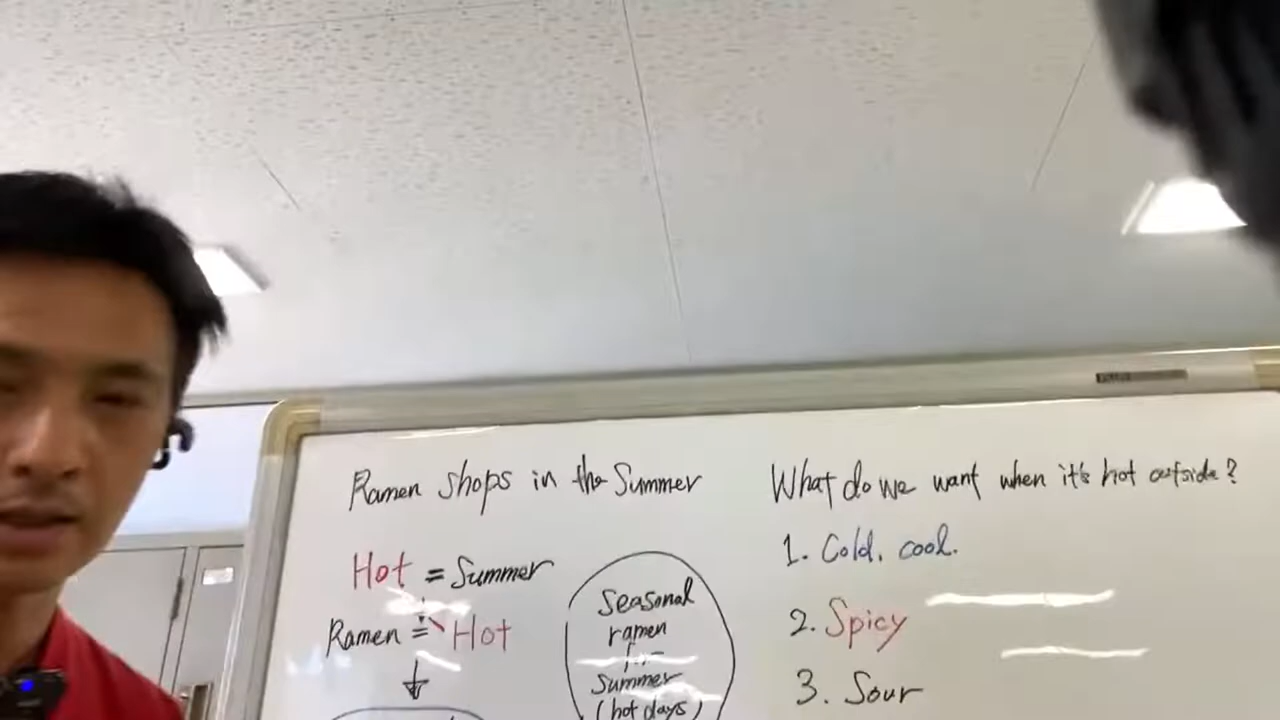 Ramen shops in the Summer
Hot = Summer
Ramen = Hot
Seasonal
ramen
for
summer
(hot days)
What do we want when it's hot outside?
1. Cold, cool.
2. Spicy
3. Sour
PLUS